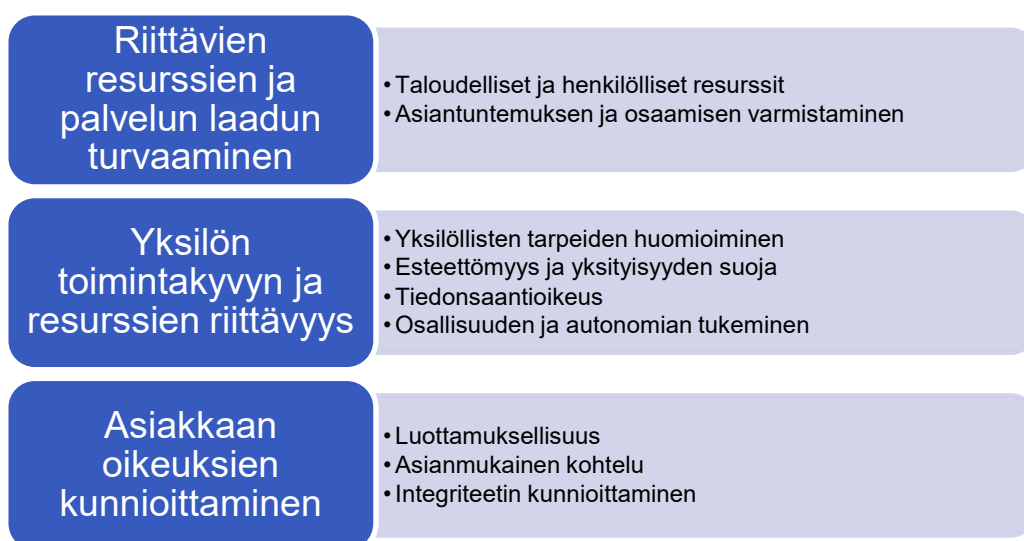 Riittävien
resurssien ja
palvelun laadun
turvaaminen
• Taloudelliset ja henkilölliset resurssit
• Asiantuntemuksen ja osaamisen varmistaminen
Yksilön
toimintakyvyn ja
resurssien riittävyys
• Yksilöllisten tarpeiden huomioiminen
• Esteettömyys ja yksityisyyden suoja
• Tiedonsaantioikeus
• Osallisuuden ja autonomian tukeminen
Asiakkaan
oikeuksien
kunnioittaminen
• Luottamuksellisuus
• Asianmukainen kohtelu
• Integriteetin kunnioittaminen